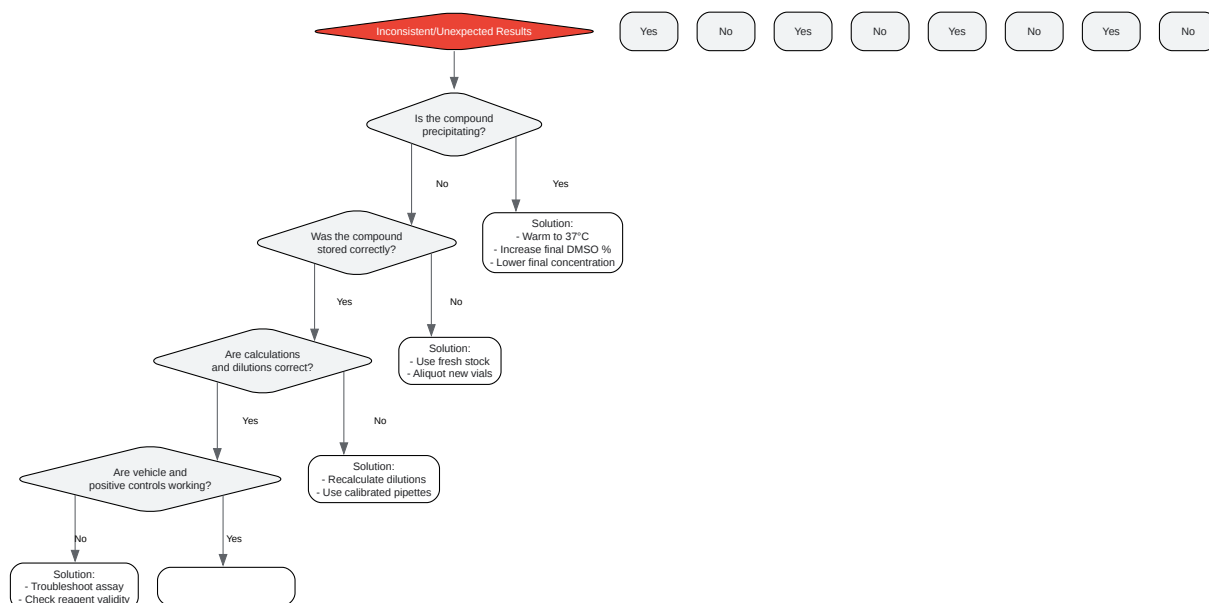 Inconsistent/Unexpected Results
Yes
No
Yes
No
Yes
No
Yes
No
Is the compound
precipitating?
No
Yes
Was the compound
stored correctly?
Solution:
- Warm to 37°C
- Increase final DMSO %
- Lower final concentration
Yes
No
Are calculations
and dilutions correct?
Solution:
- Use fresh stock
- Aliquot new vials
Yes
No
Are vehicle and
positive controls working?
Solution:
- Recalculate dilutions
- Use calibrated pipettes
No
Yes
Solution:
- Troubleshoot assay
- Check reagent validity